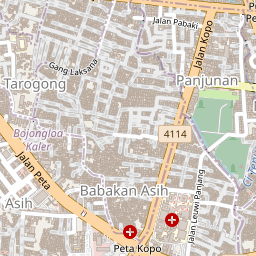 Jalan Pabaki
Jalan Kopo
Gang Laksana
Tarogong
Panjunan
4114
Bojongloa
Kaler
Jalan Peta
Babakan Asih
Asih
Jalan Leuwi Panjang
Peta Kopo